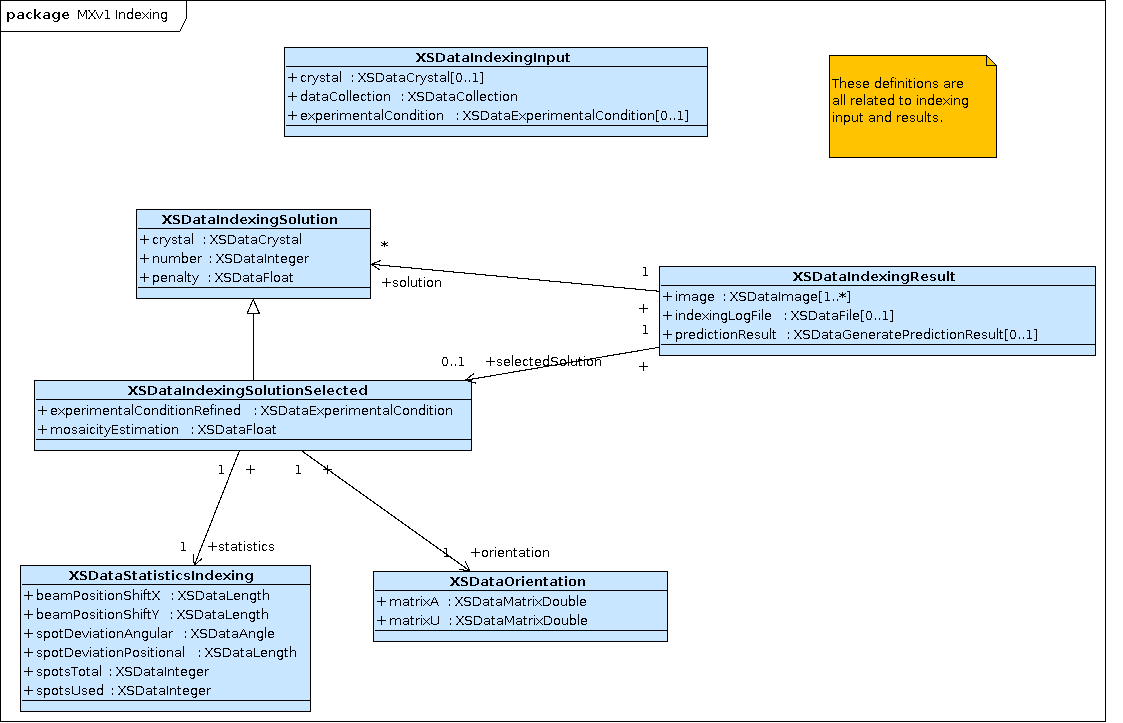 package MXv1 Indexing
XSDataIndexingInput
+crystal : XSDataCrystal[0..1]
+dataCollection : XSDataCollection
+experimentalCondition : XSDataExperimentalCondition[0..1]
These definitions are
all related to indexing
input and results.
XSDataIndexingSolution
+crystal : XSDataCrystal
+number : XSDataInteger
+penalty : XSDataFloat
*
+solution
1
+
XSDataIndexingResult
+image : XSDataImage[1..*]
+indexingLogFile : XSDataFile[0..1]
+predictionResult : XSDataGeneratePredictionResult[0..1]
1
+
0..1 +selectedSolution
XSDataIndexingSolutionSelected
+experimentalConditionRefined : XSDataExperimentalCondition
+mosaicityEstimation : XSDataFloat
1 +
1 +
1 +statistics
1 +orientation
XSDataStatisticsIndexing
+beamPositionShiftX : XSDataLength
+beamPositionShiftY : XSDataLength
+spotDeviationAngular : XSDataAngle
+spotDeviationPositional : XSDataLength
+spotsTotal : XSDataInteger
+spotsUsed : XSDataInteger
XSDataOrientation
+matrixA : XSDataMatrixDouble
+matrixU : XSDataMatrixDouble